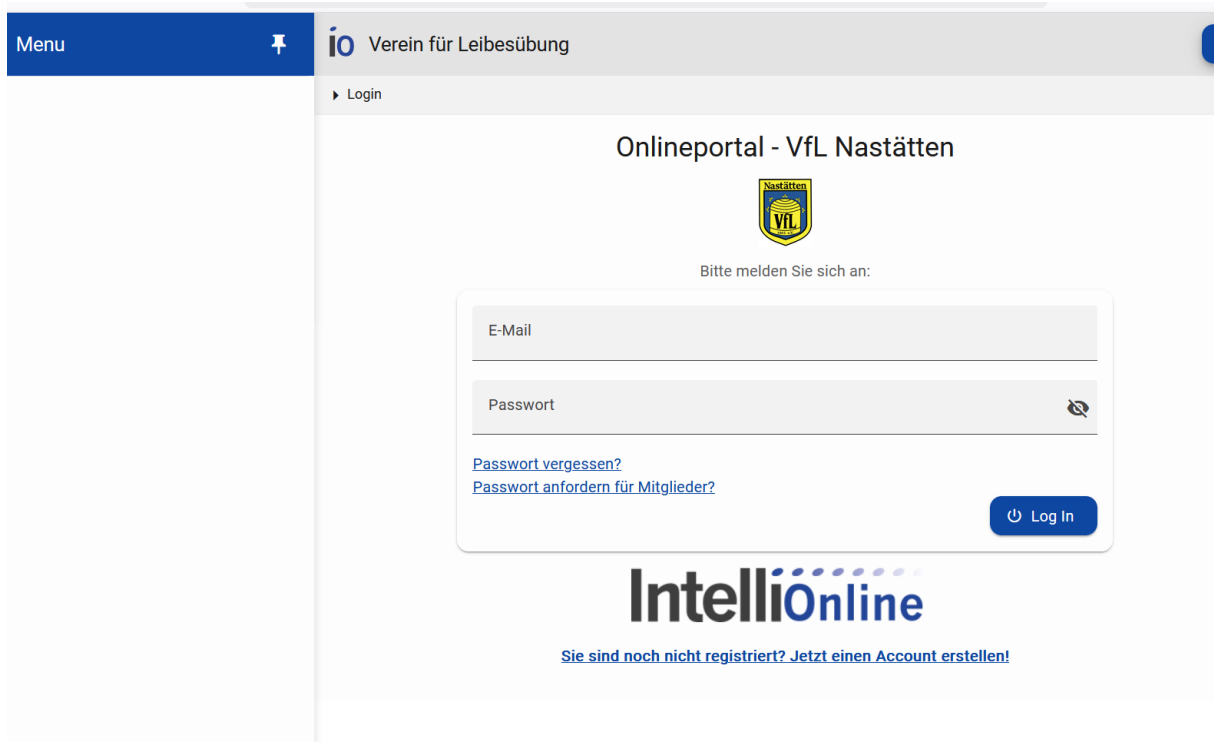 Menu
io Verein für Leibesübung
Login
Onlineportal - VfL Nastätten
Nastätten
VfL
Bitte melden Sie sich an:
E-Mail
Passwort
Passwort vergessen?
Passwort anfordern für Mitglieder?
Log In
IntelliOnline
Sie sind noch nicht registriert? Jetzt einen Account erstellen!